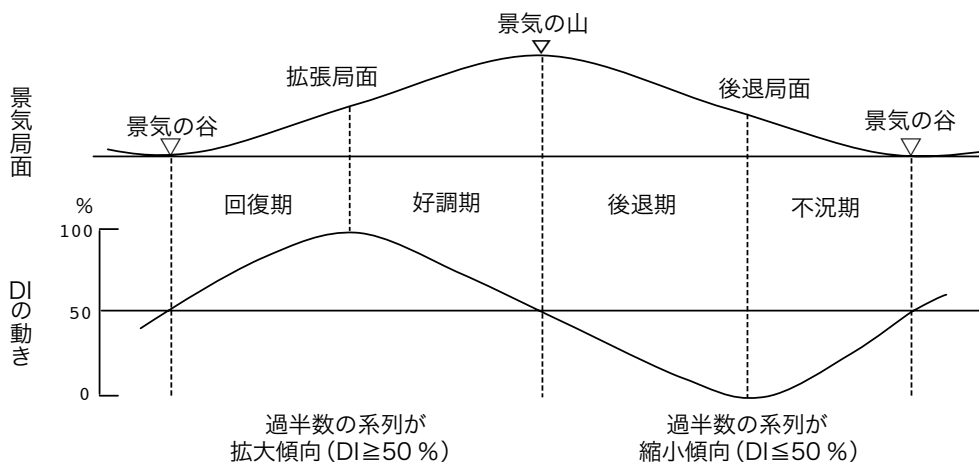 景気の山
拡張局面
後退局面
景気の谷
景気の谷
景気局面
回復期
好調期
後退期
不況期
%
100
50
0
DIの動き
過半数の系列が
拡大傾向（DI≧50 %）
過半数の系列が
縮小傾向（DI≦50 %）